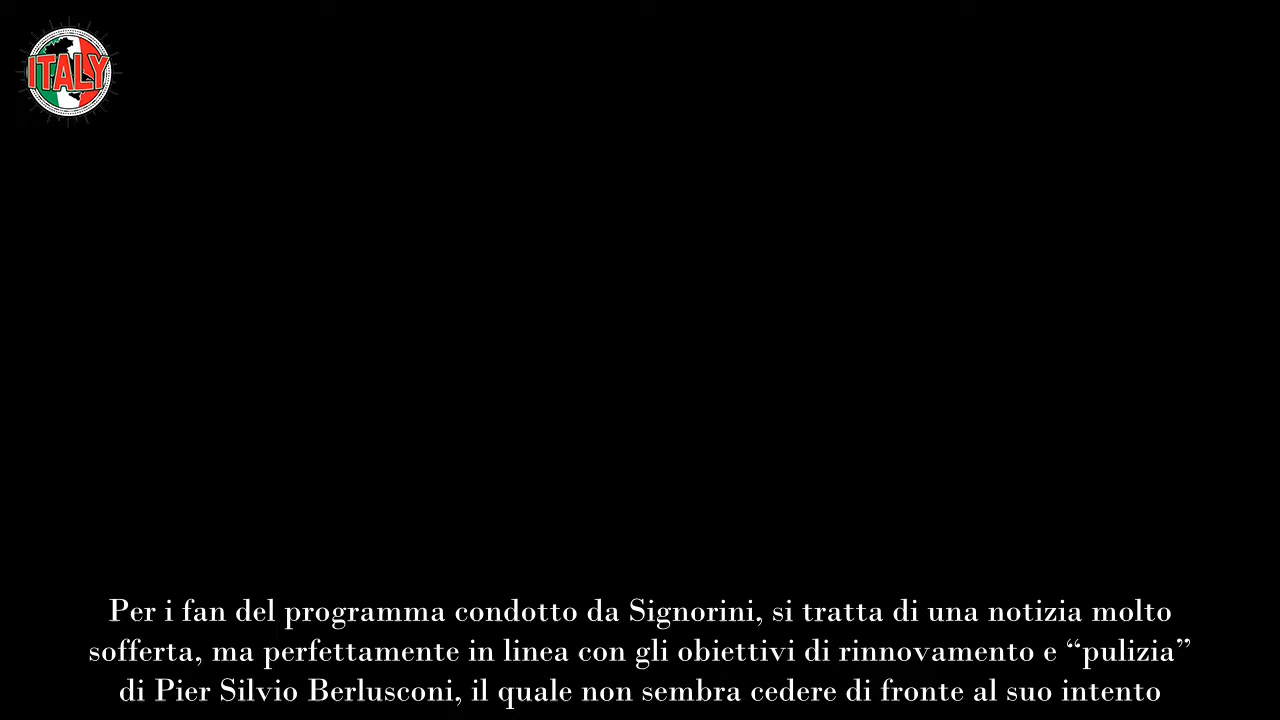 ITALY
Per i fan del programma condotto da Signorini, si tratta di una notizia molto
sofferta, ma perfettamente in linea con gli obiettivi di rinnovamento e “pulizia”
di Pier Silvio Berlusconi, il quale non sembra cedere di fronte al suo intento